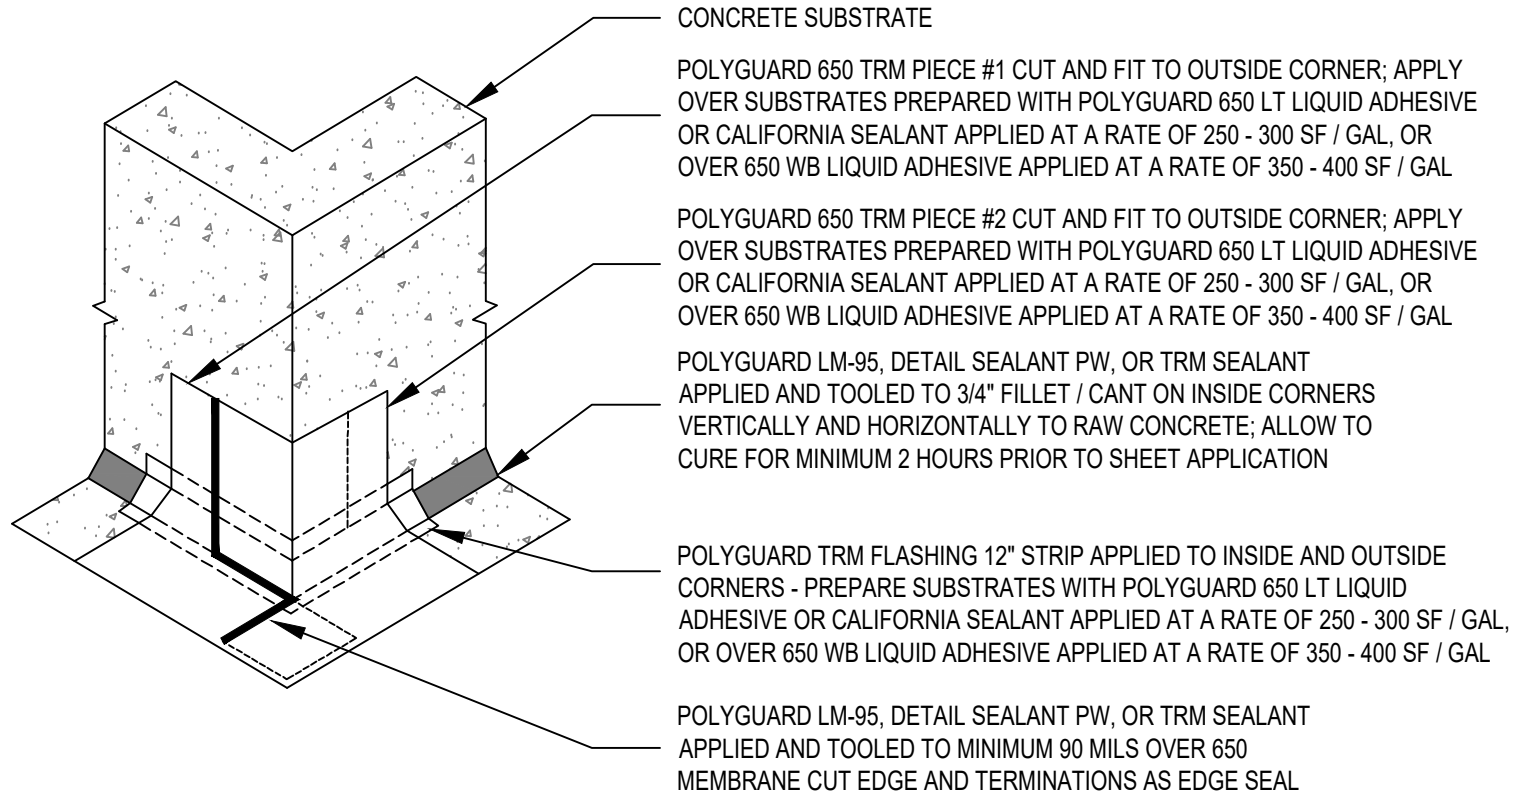 CONCRETE SUBSTRATE
POLYGUARD 650 TRM PIECE #1 CUT AND FIT TO OUTSIDE CORNER; APPLY
OVER SUBSTRATES PREPARED WITH POLYGUARD 650 LT LIQUID ADHESIVE
OR CALIFORNIA SEALANT APPLIED AT A RATE OF 250 - 300 SF / GAL, OR
OVER 650 WB LIQUID ADHESIVE APPLIED AT A RATE OF 350 - 400 SF / GAL
POLYGUARD 650 TRM PIECE #2 CUT AND FIT TO OUTSIDE CORNER; APPLY
OVER SUBSTRATES PREPARED WITH POLYGUARD 650 LT LIQUID ADHESIVE
OR CALIFORNIA SEALANT APPLIED AT A RATE OF 250 - 300 SF / GAL, OR
OVER 650 WB LIQUID ADHESIVE APPLIED AT A RATE OF 350 - 400 SF / GAL
POLYGUARD LM-95, DETAIL SEALANT PW, OR TRM SEALANT
APPLIED AND TOOLED TO 3/4" FILLET / CANT ON INSIDE CORNERS
VERTICALLY AND HORIZONTALLY TO RAW CONCRETE; ALLOW TO
CURE FOR MINIMUM 2 HOURS PRIOR TO SHEET APPLICATION
POLYGUARD TRM FLASHING 12" STRIP APPLIED TO INSIDE AND OUTSIDE
CORNERS - PREPARE SUBSTRATES WITH POLYGUARD 650 LT LIQUID
ADHESIVE OR CALIFORNIA SEALANT APPLIED AT A RATE OF 250 - 300 SF / GAL,
OR OVER 650 WB LIQUID ADHESIVE APPLIED AT A RATE OF 350 - 400 SF / GAL
POLYGUARD LM-95, DETAIL SEALANT PW, OR TRM SEALANT
APPLIED AND TOOLED TO MINIMUM 90 MILS OVER 650
MEMBRANE CUT EDGE AND TERMINATIONS AS EDGE SEAL